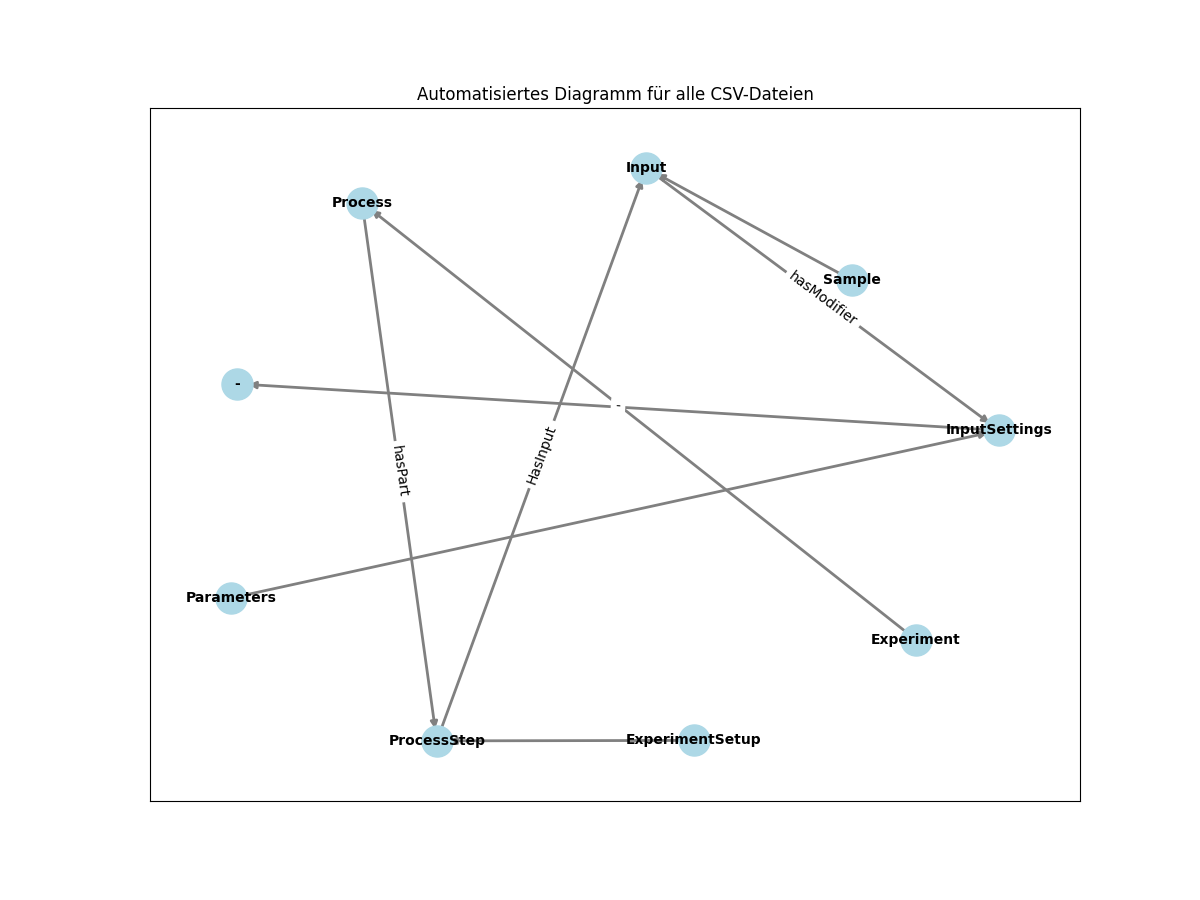 Automatisiertes Diagramm für alle CSV-Dateien
Input
Process
Sample
hasModifier
-
-
InputSettings
HasInput
hasPart
Parameters
Experiment
ProcessStep
ExperimentSetup